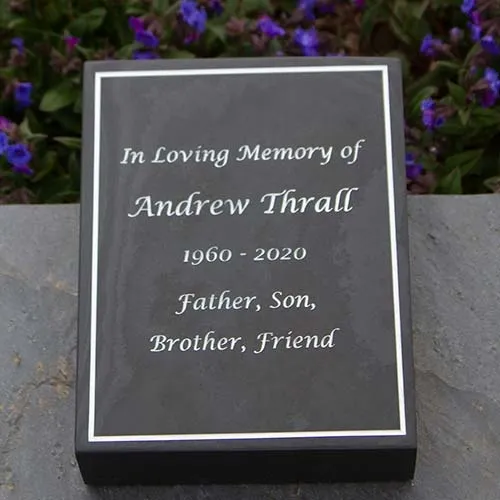 In Loving Memory of
Andrew Thrall
1960 - 2020
Father, Son,
Brother, Friend